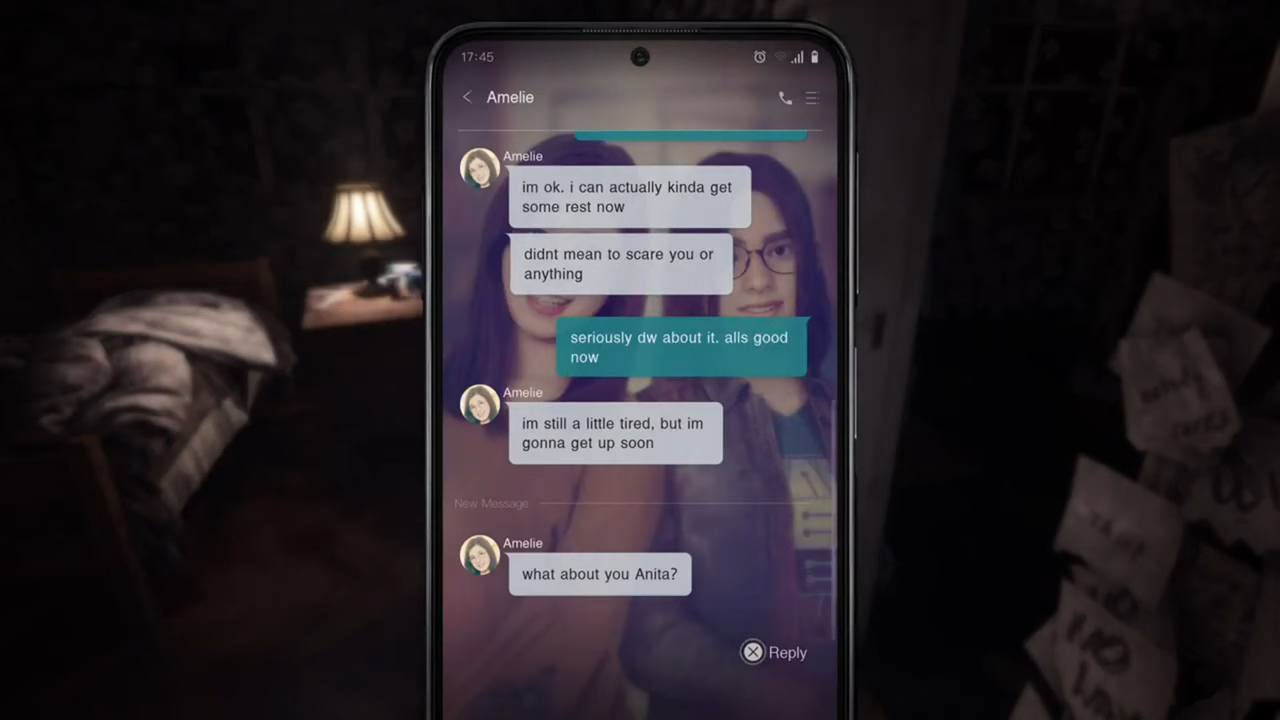 17:45
Amelie
Amelie
im ok. i can actually kinda get
some rest now
didnt mean to scare you or
anything
seriously dw about it. alls good
now
Amelie
im still a little tired, but im
gonna get up soon
New Message
Amelie
what about you Anita?
Reply